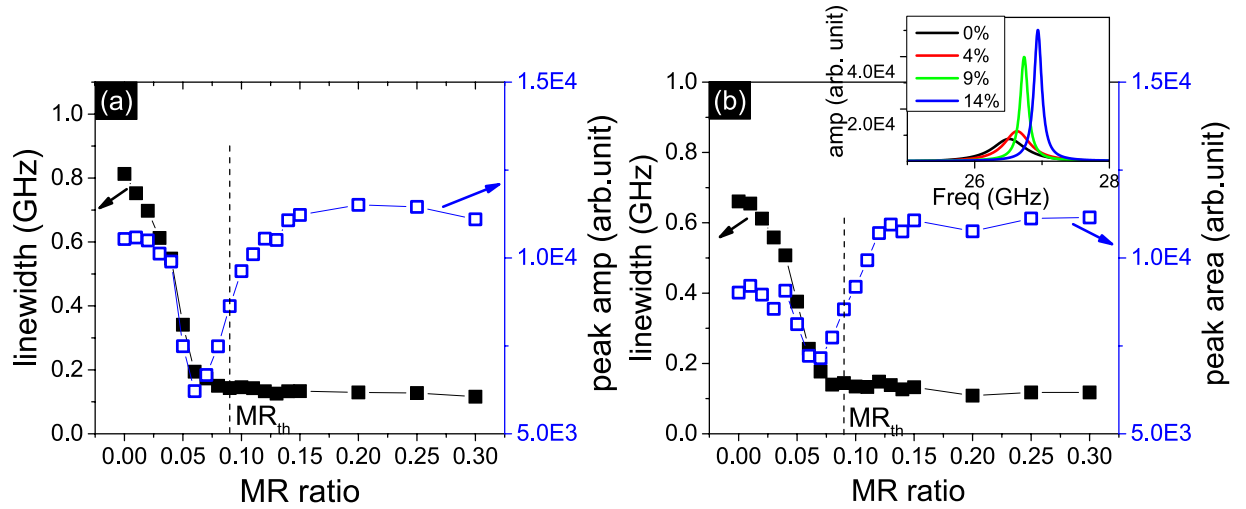 (a)
linewidth (GHz)
1.0
0.8
0.6
0.4
0.2
0.0
0.00 0.05 0.10 0.15 0.20 0.25 0.30
MR ratio
MRth
1.5E4
1.0E4
5.0E3
peak amp (arb.unit)
(b)
linewidth (GHz)
1.0
0.8
0.6
0.4
0.2
0.0
0.00 0.05 0.10 0.15 0.20 0.25 0.30
MR ratio
MRth
1.5E4
1.0E4
5.0E3
peak area (arb.unit)
amp (arb. unit)
4.0E4
2.0E4
0%
4%
9%
14%
26 28
Freq (GHz)